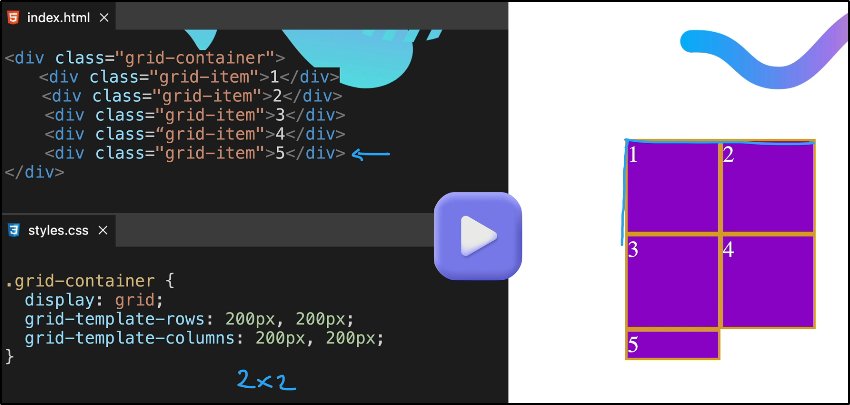 index.html ×
<div class="grid-container">
<div class="grid-item">1</div>
<div class="grid-item">2</div>
<div class="grid-item">3</div>
<div class=“grid-item">4</div>
<div class="grid-item">5</div>
</div>
styles.css ×
.grid-container {
display: grid;
grid-template-rows: 200px, 200px;
grid-template-columns: 200px, 200px;
}
2×2
1 2
3 4
5